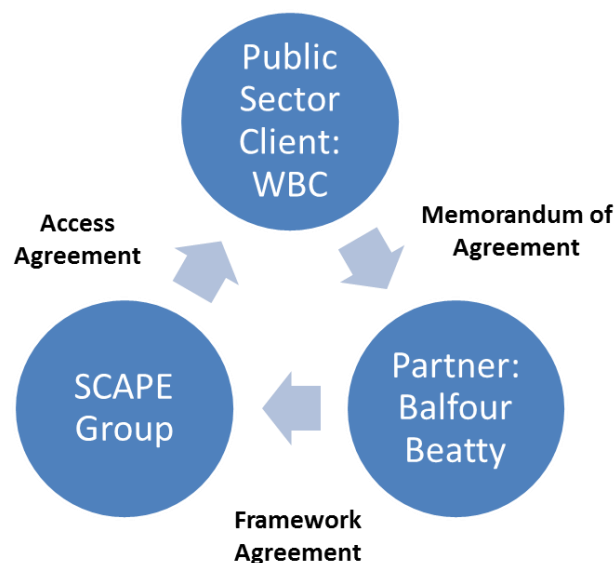 Public
Sector
Client:
WBC
Access
Agreement
Memorandum of
Agreement
SCAPE
Group
Partner:
Balfour
Beatty
Framework
Agreement